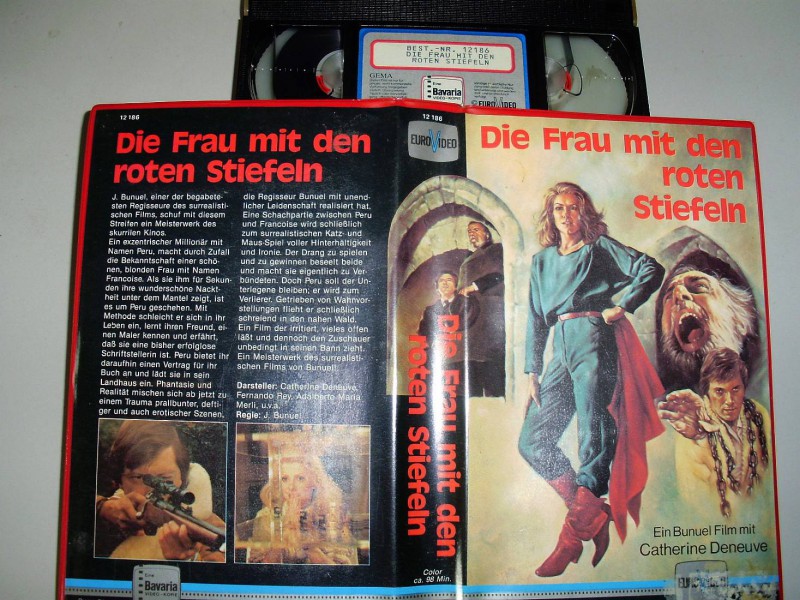 BEST.-NR. 12186
DIE FRAU MIT DEN
ROTEN STIEFELN
GEMA
Eine
Bavaria
VIDEO-KOPIE
© EUROVIDEO
12 186
Die Frau mit den
roten Stiefeln
J. Bunuel, einer der begabete-
sten Regisseure des surrealisti-
schen Films, schuf mit diesem
Streifen ein Meisterwerk des
skurrilen Kinos.
Ein exzentrischer Millionär mit
Namen Peru, macht durch Zufall
die Bekanntschaft einer schö-
nen, blonden Frau mit Namen
Francoise. Als sie ihm für Sekun-
den ihre wunderschöne Nackt-
heit unter dem Mantel zeigt, ist
es um Peru geschehen. Mit
Methode schleicht er sich in ihr
Leben ein, lernt ihren Freund, ei-
nen Maler kennen und erfährt,
daß sie eine bisher erfolglose
Schriftstellerin ist. Peru bietet ihr
daraufhin einen Vertrag für ihr
Buch an und lädt sie in sein
Landhaus ein. Phantasie und
Realität mischen sich ab jetzt zu
einem Trauma prallbunter, defti-
ger und auch erotischer Szenen,
die Regisseur Bunuel mit unend-
licher Leidenschaft realisiert hat.
Eine Schachpartie zwischen Peru
und Francoise wird schließlich
zum surrealistischen Katz- und
Maus-Spiel voller Hinterhältigkeit
und Ironie. Der Drang zu spielen
und zu gewinnen beseelt beide
und macht sie eigentlich zu Ver-
bündeten. Doch Peru soll der Un-
terlegene bleiben; er wird zum
Verlierer. Getrieben von Wahnvor-
stellungen flieht er schließlich
schreiend in den nahen Wald.
Ein Film der irritiert, vieles offen
läßt und dennoch den Zuschauer
unbedingt in seinen Bann zieht.
Ein Meisterwerk des surrealisti-
schen Films von Bunuel!
Darsteller: Catherine Deneuve,
Fernando Rey, Adalberto Maria
Merli, u.v.a.
Regie: J. Bunuel
Eine
Bavaria
VIDEO-KOPIE
12 186
EUROVIDEO
Die Frau mit den
roten Stiefeln
Color
ca. 98 Min.
Die Frau mit den
roten
Stiefeln
Ein Bunuel Film mit
Catherine Deneuve